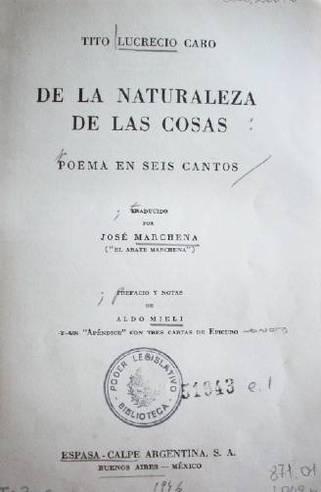 TITO LUCRECIO CARO
DE LA NATURALEZA
DE LAS COSAS
POEMA EN SEIS CANTOS
TRADUCIDO
POR
JOSÉ MARCHENA
("EL ABATE MARCHENA")
PREFACIO Y NOTAS
DE
ALDO MIELI
Y UN "APÉNDICE" CON TRES CARTAS DE EPICURO
PODER LEGISLATIVO
BIBLIOTECA
51943 e.1
ESPASA-CALPE ARGENTINA, S. A.
BUENOS AIRES — MÉXICO
1946
871.01